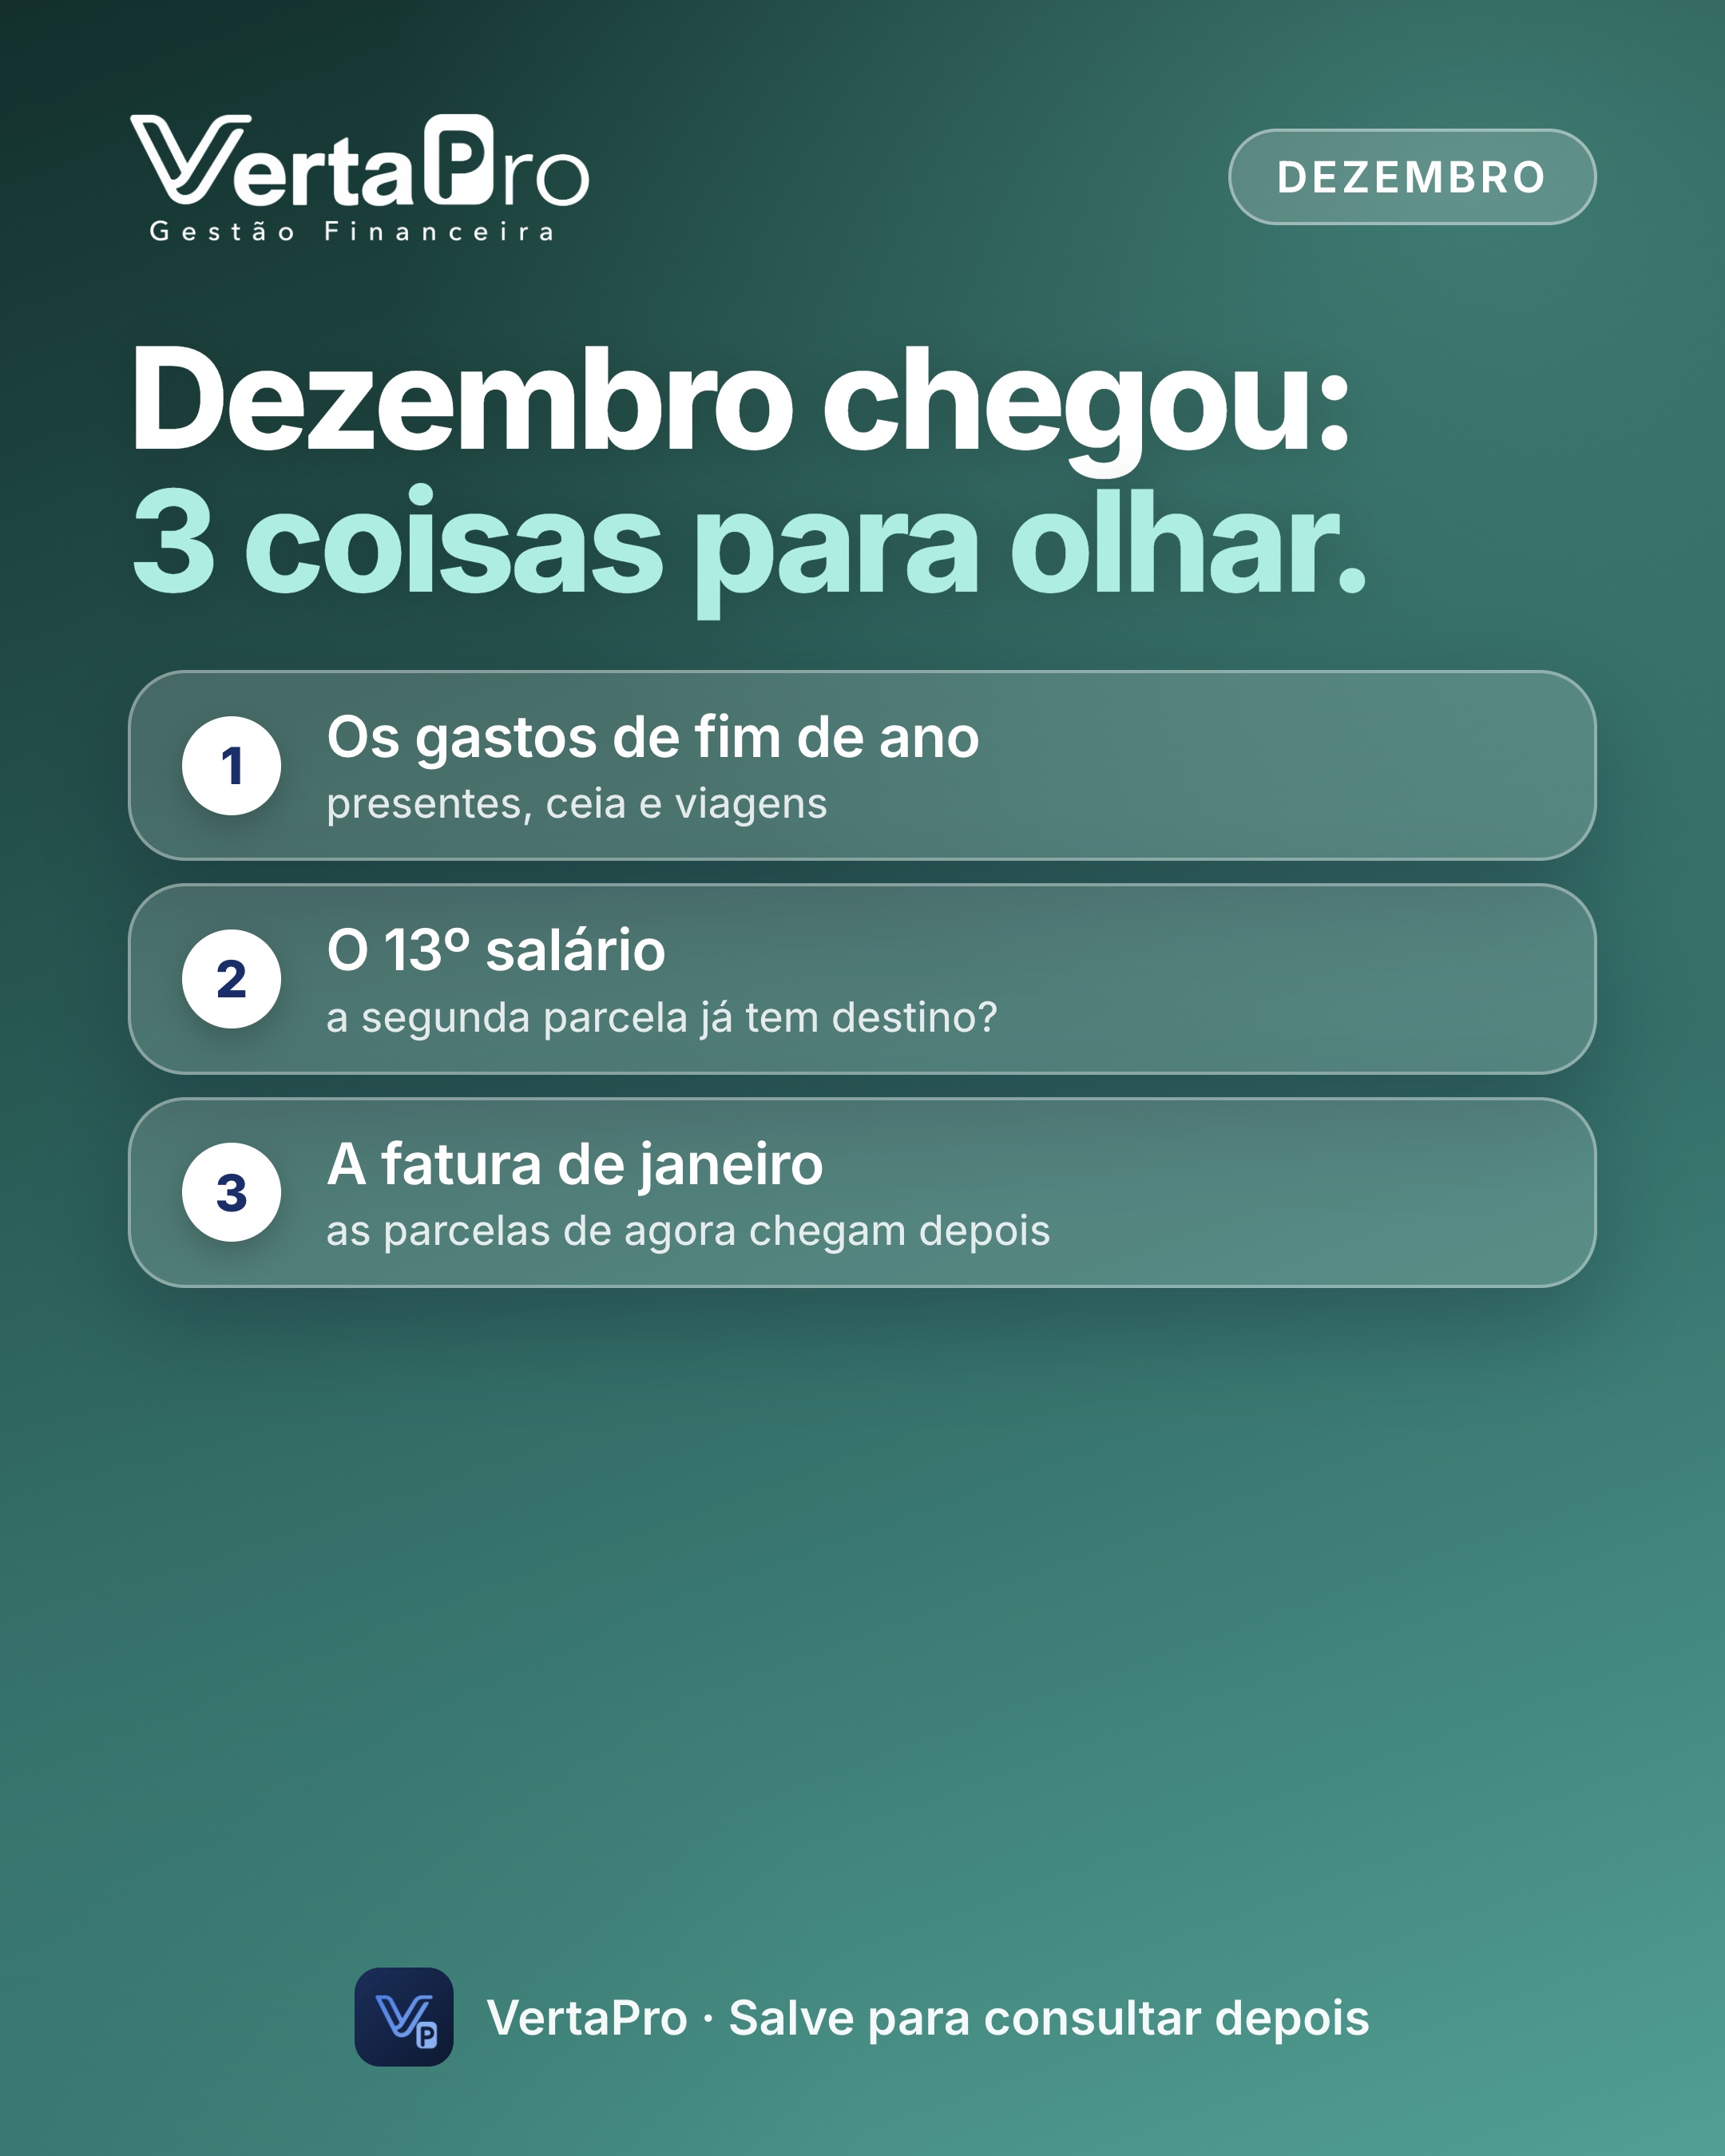 VertaPro
Gestão Financeira
DEZEMBRO
Dezembro chegou:
3 coisas para olhar.
1
Os gastos de fim de ano
presentes, ceia e viagens
2
O 13º salário
a segunda parcela já tem destino?
3
A fatura de janeiro
as parcelas de agora chegam depois
VP
VertaPro · Salve para consultar depois